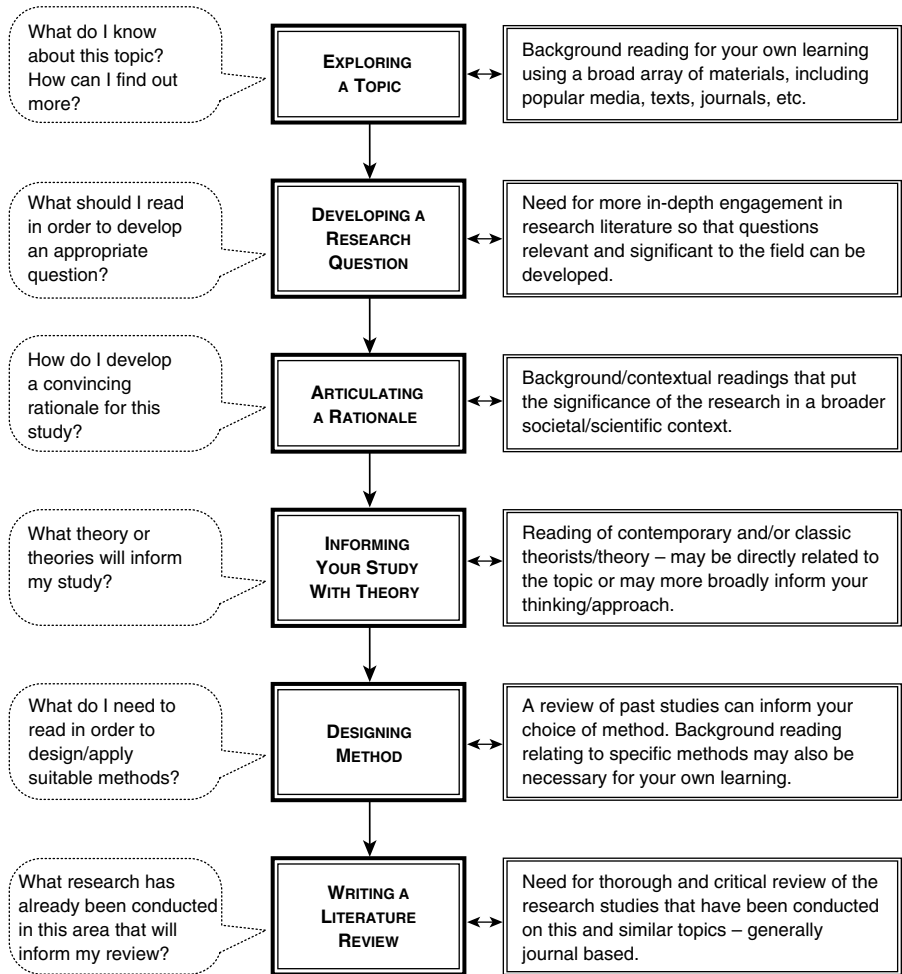 What do I know
about this topic?
How can I find out
more?
EXPLORING
A TOPIC
Background reading for your own learning
using a broad array of materials, including
popular media, texts, journals, etc.
What should I read
in order to develop
an appropriate
question?
DEVELOPING A
RESEARCH
QUESTION
Need for more in-depth engagement in
research literature so that questions
relevant and significant to the field can be
developed.
How do I develop
a convincing
rationale for this
study?
ARTICULATING
A RATIONALE
Background/contextual readings that put
the significance of the research in a broader
societal/scientific context.
What theory or
theories will inform
my study?
INFORMING
YOUR STUDY
WITH THEORY
Reading of contemporary and/or classic
theorists/theory – may be directly related to
the topic or may more broadly inform your
thinking/approach.
What do I need to
read in order to
design/apply
suitable methods?
DESIGNING
METHOD
A review of past studies can inform your
choice of method. Background reading
relating to specific methods may also be
necessary for your own learning.
What research has
already been conducted
in this area that will
inform my review?
WRITING A
LITERATURE
REVIEW
Need for thorough and critical review of the
research studies that have been conducted
on this and similar topics – generally
journal based.